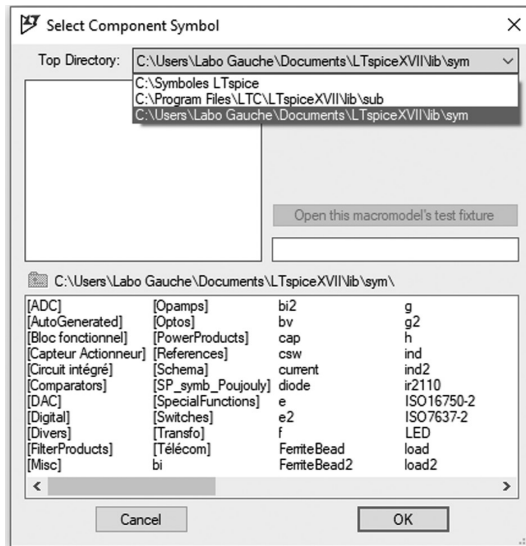 Select Component Symbol
Top Directory: C:\Users\Labo Gauche\Documents\LTspiceXVII\lib\sym
C:\Symboles LTspice
C:\Program Files\LTC\LTspiceXVII\lib\sub
C:\Users\Labo Gauche\Documents\LTspiceXVII\lib\sym
Open this macromodel's test fixture
C:\Users\Labo Gauche\Documents\LTspiceXVII\lib\sym\
[ADC] [Opamps] bi2 g
[AutoGenerated] [Optos] bv g2
[Bloc fonctionnel] [PowerProducts] cap h
[Capteur Actionneur] [References] csw ind
[Circuit intégré] [Schema] current ind2
[Comparators] [SP_symb_Poujouly] diode ir2110
[DAC] [SpecialFunctions] e ISO16750-2
[Digital] [Switches] e2 ISO7637-2
[Divers] [Transfo] f LED
[FilterProducts] [Télécom] FerriteBead load
[Misc] bi FerriteBead2 load2
Cancel OK